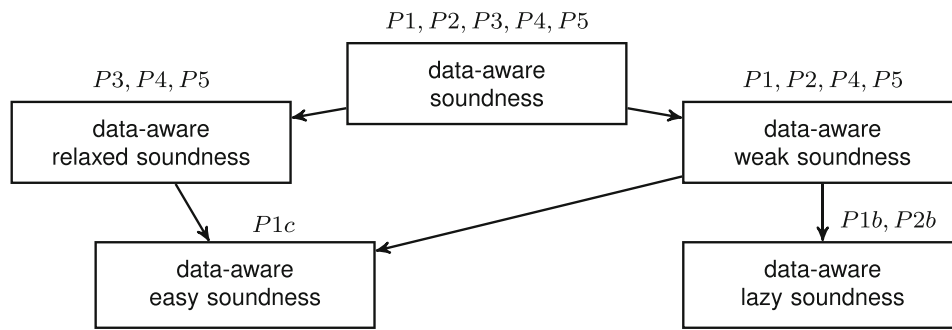 P1, P2, P3, P4, P5
data-aware
soundness
P3, P4, P5
data-aware
relaxed soundness
P1, P2, P4, P5
data-aware
weak soundness
P1c
data-aware
easy soundness
P1b, P2b
data-aware
lazy soundness